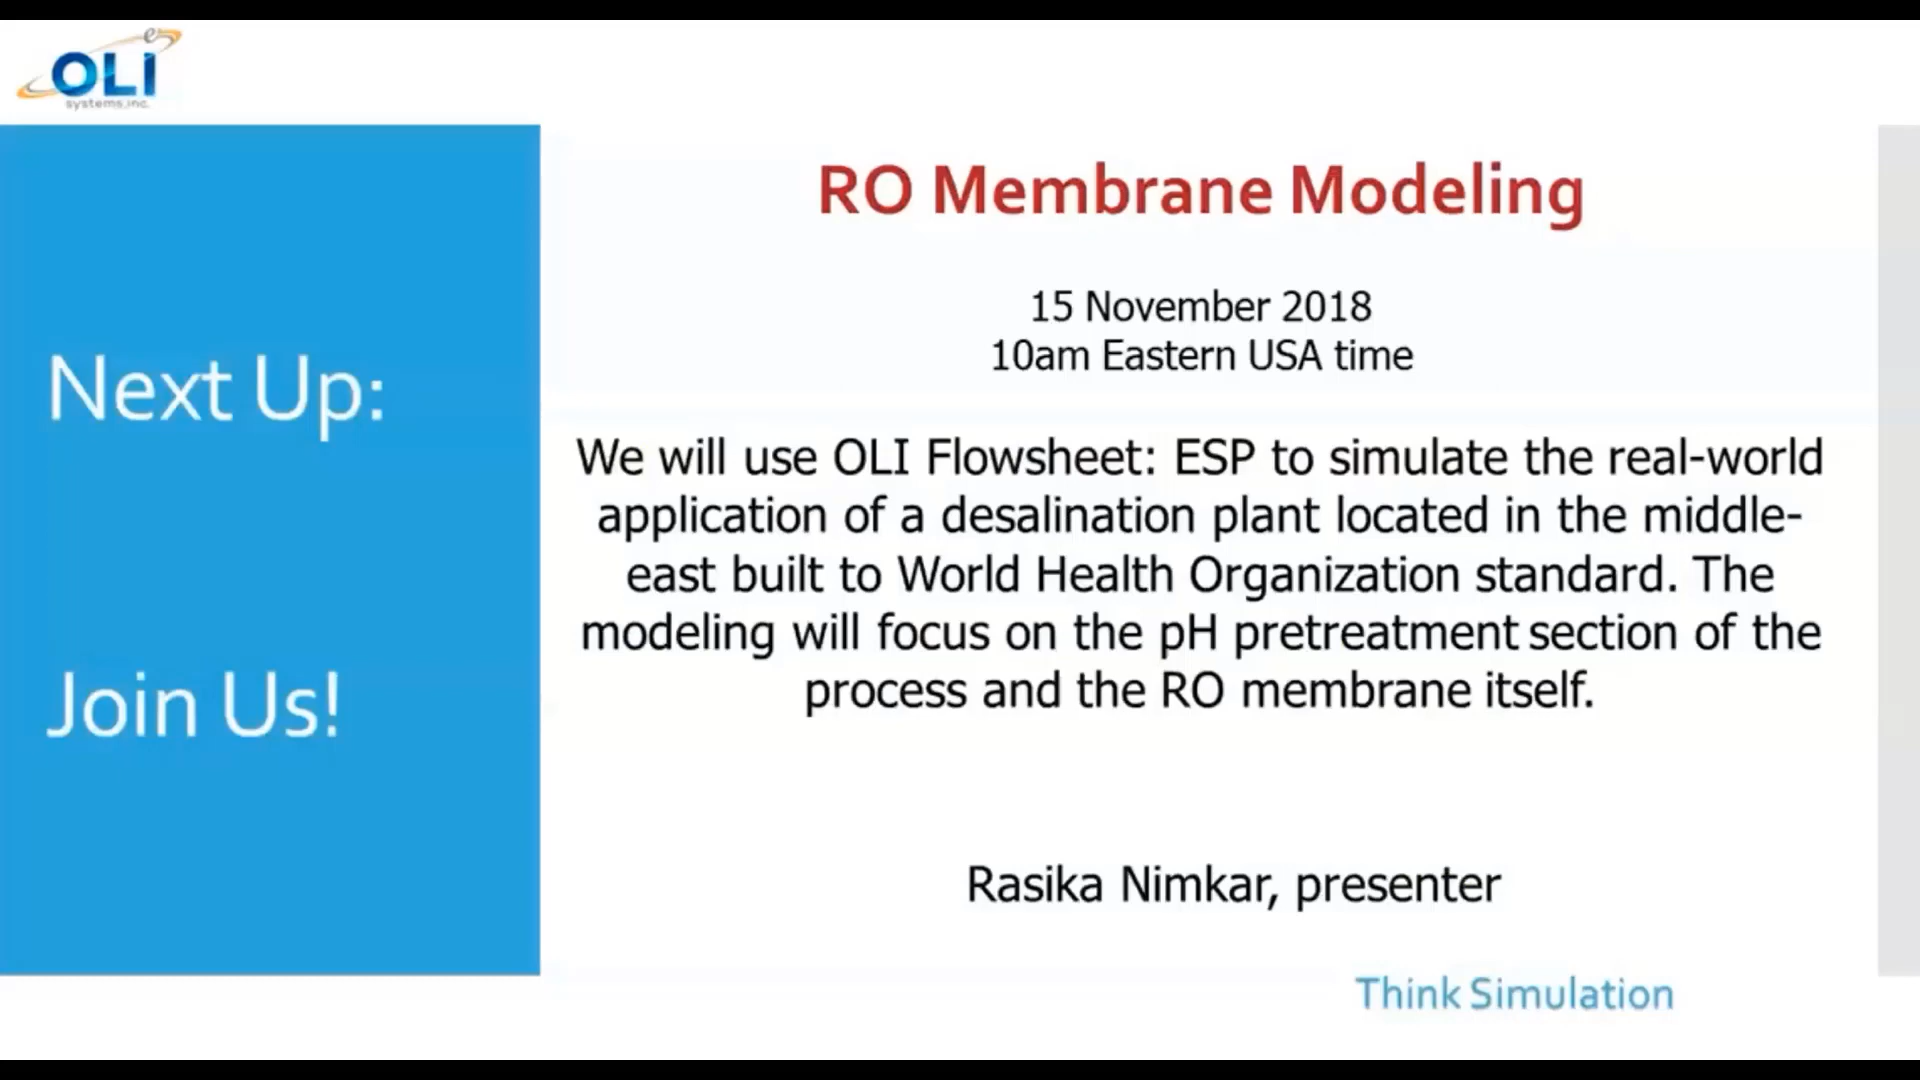 OLI
systems, inc.
Next Up:
Join Us!
RO Membrane Modeling
15 November 2018
10am Eastern USA time
We will use OLI Flowsheet: ESP to simulate the real-world
application of a desalination plant located in the middle-
east built to World Health Organization standard. The
modeling will focus on the pH pretreatment section of the
process and the RO membrane itself.
Rasika Nimkar, presenter
Think Simulation